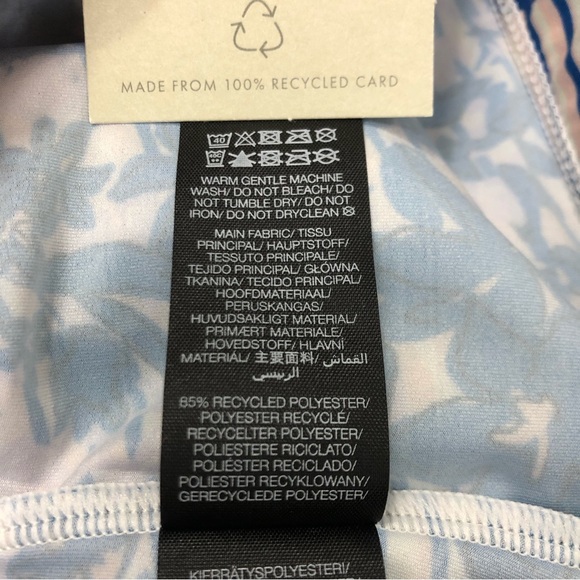 MADE FROM 100% RECYCLED CARD
40
40C
WARM GENTLE MACHINE
WASH/ DO NOT BLEACH/ DO
NOT TUMBLE DRY/ DO NOT
IRON/ DO NOT DRYCLEAN
MAIN FABRIC/ TISSU
PRINCIPAL/ HAUPTSTOFF/
TESSUTO PRINCIPALE/
TEJIDO PRINCIPAL/ GŁÓWNA
TKANINA/ TECIDO PRINCIPAL/
HOOFDMATERIAAL/
PERUSKANGAS/
HUVUDSAKLIGT MATERIAL/
PRIMÆRT MATERIALE/
HOVEDSTOFF/ HLAVNÍ
MATERIÁL/ 主要面料/ القماش/
الرئيسي
85% RECYCLED POLYESTER/
POLYESTER RECYCLÉ/
RECYCELTER POLYESTER/
POLIESTERE RICICLATO/
POLIÉSTER RECICLADO/
POLIESTER RECYKLOWANY/
GERECYCLEDE POLYESTER/
KIERRÄTYSPOLYESTERI/